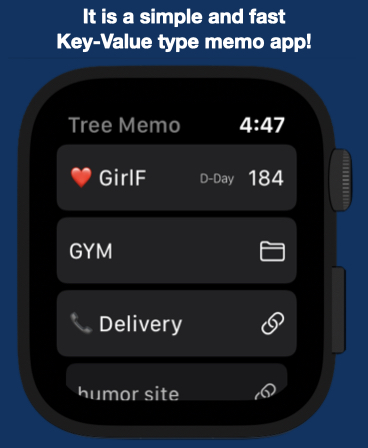 It is a simple and fast
Key-Value type memo app!
Tree Memo 4:47
❤️ GirlF D-Day 184
GYM
📞 Delivery
humor site